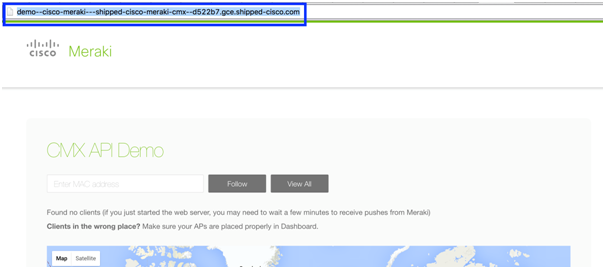 demo--cisco-meraki---shipped-cisco-meraki-cmx--d522b7.gce.shipped-cisco.com
CISCO Meraki
CMX API Demo
Enter MAC address
Follow
View All
Found no clients (if you just started the web server, you may need to wait a few minutes to receive pushes from Meraki)
Clients in the wrong place? Make sure your APs are placed properly in Dashboard.
Map
Satellite